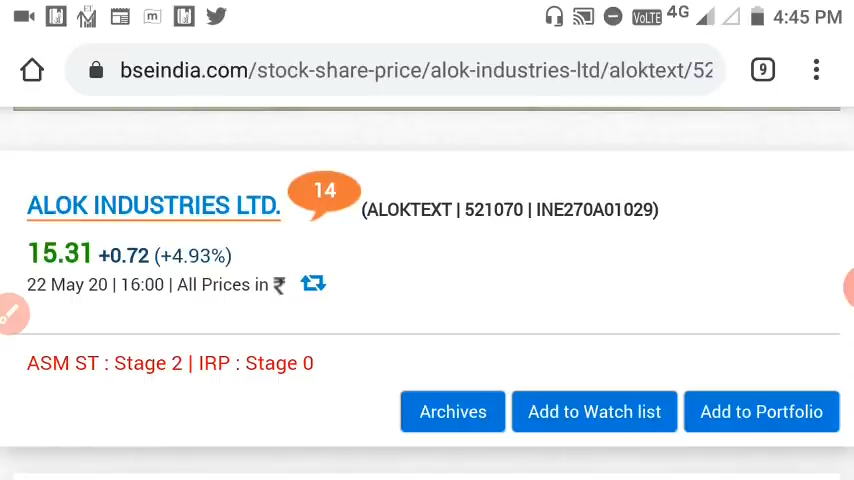 ET
m
VoLTE 4G 4:45 PM
bseindia.com/stock-share-price/alok-industries-ltd/aloktext/52
9
ALOK INDUSTRIES LTD. 14 (ALOKTEXT | 521070 | INE270A01029)
15.31 +0.72 (+4.93%)
22 May 20 | 16:00 | All Prices in ₹
ASM ST : Stage 2 | IRP : Stage 0
Archives Add to Watch list Add to Portfolio